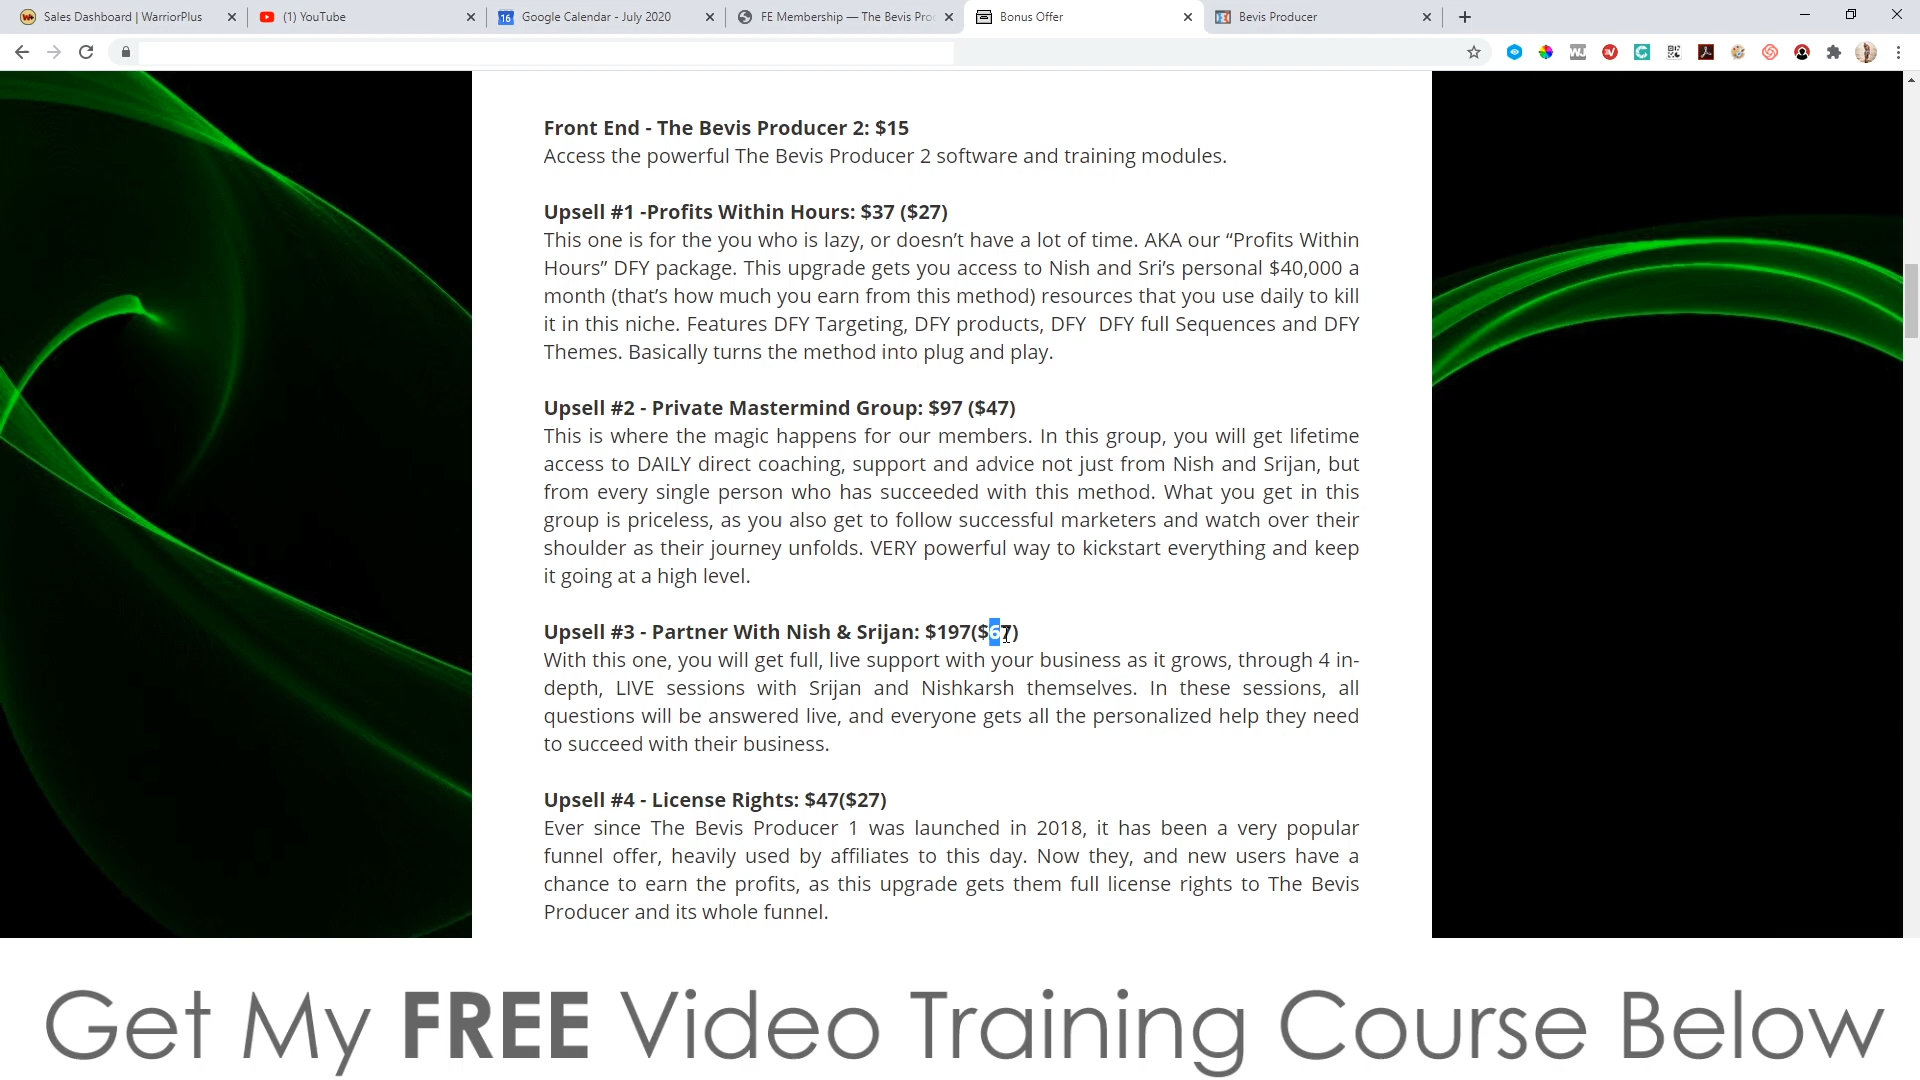 Sales Dashboard | WarriorPlus
(1) YouTube
Google Calendar - July 2020
FE Membership — The Bevis Pro
Bonus Offer
Bevis Producer
Front End - The Bevis Producer 2: $15
Access the powerful The Bevis Producer 2 software and training modules.
Upsell #1 -Profits Within Hours: $37 ($27)
This one is for the you who is lazy, or doesn’t have a lot of time. AKA our “Profits Within
Hours” DFY package. This upgrade gets you access to Nish and Sri’s personal $40,000 a
month (that’s how much you earn from this method) resources that you use daily to kill
it in this niche. Features DFY Targeting, DFY products, DFY  DFY full Sequences and DFY
Themes. Basically turns the method into plug and play.
Upsell #2 - Private Mastermind Group: $97 ($47)
This is where the magic happens for our members. In this group, you will get lifetime
access to DAILY direct coaching, support and advice not just from Nish and Srijan, but
from every single person who has succeeded with this method. What you get in this
group is priceless, as you also get to follow successful marketers and watch over their
shoulder as their journey unfolds. VERY powerful way to kickstart everything and keep
it going at a high level.
Upsell #3 - Partner With Nish & Srijan: $197($67)
With this one, you will get full, live support with your business as it grows, through 4 in-
depth, LIVE sessions with Srijan and Nishkarsh themselves. In these sessions, all
questions will be answered live, and everyone gets all the personalized help they need
to succeed with their business.
Upsell #4 - License Rights: $47($27)
Ever since The Bevis Producer 1 was launched in 2018, it has been a very popular
funnel offer, heavily used by affiliates to this day. Now they, and new users have a
chance to earn the profits, as this upgrade gets them full license rights to The Bevis
Producer and its whole funnel.
Get My FREE Video Training Course Below